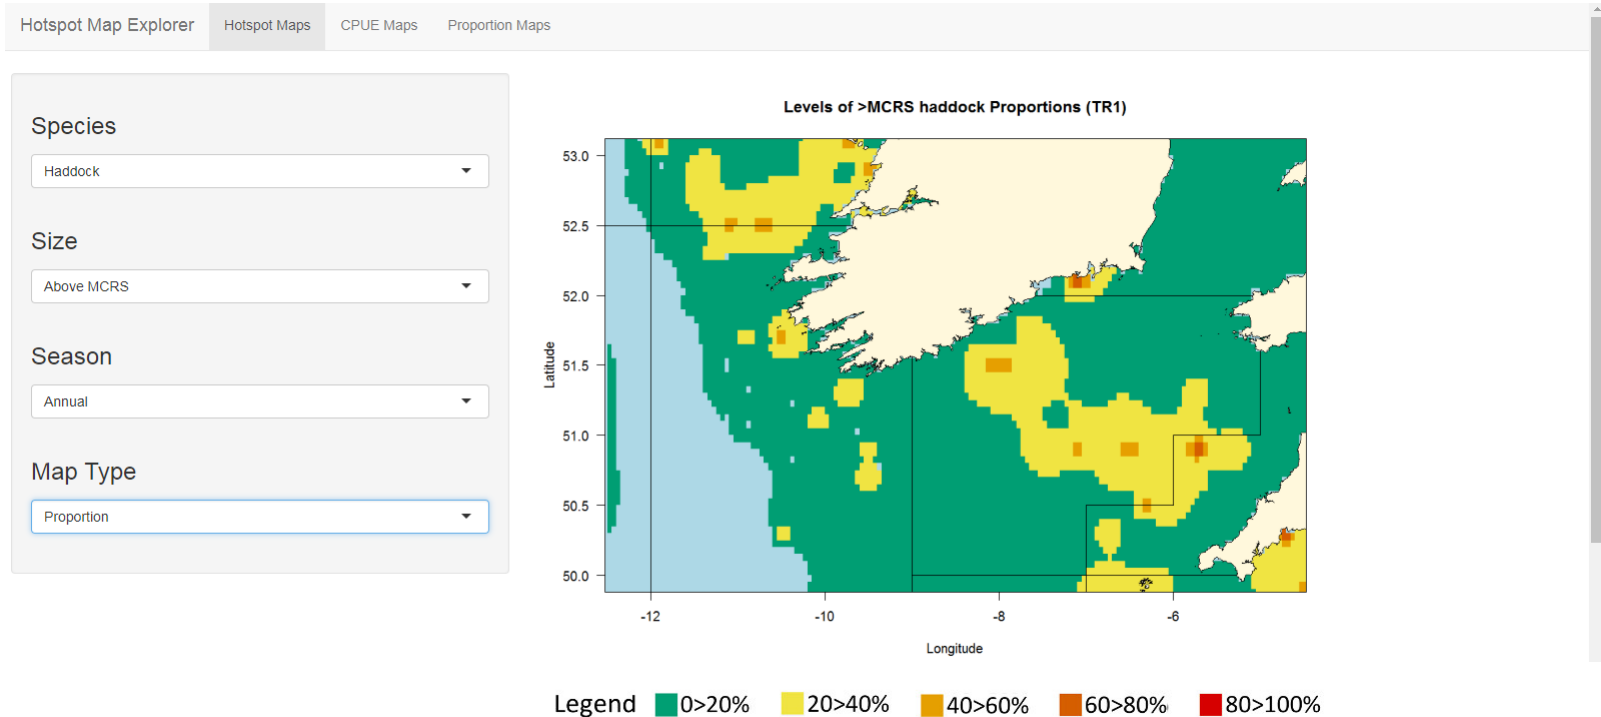 Hotspot Map Explorer Hotspot Maps CPUE Maps Proportion Maps
Species
Haddock
Size
Above MCRS
Season
Annual
Map Type
Proportion
Levels of >MCRS haddock Proportions (TR1)
Latitude
53.0
52.5
52.0
51.5
51.0
50.5
50.0
-12 -10 -8 -6
Longitude
Legend 0>20% 20>40% 40>60% 60>80% 80>100%